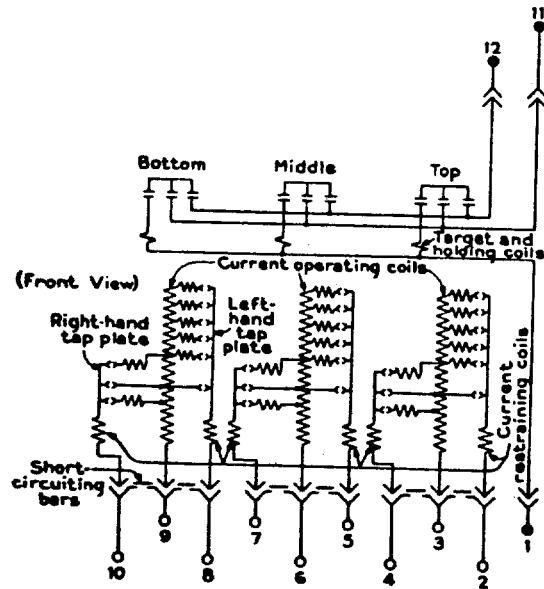 11
12
Bottom
Middle
Top
Target and
holding coils
Current operating coils
(Front View)
Right-hand
tap plate
Left-
hand
tap
plate
Current
restraining coils
Short-
circuiting
bars
10
9
8
7
6
5
4
3
2
1